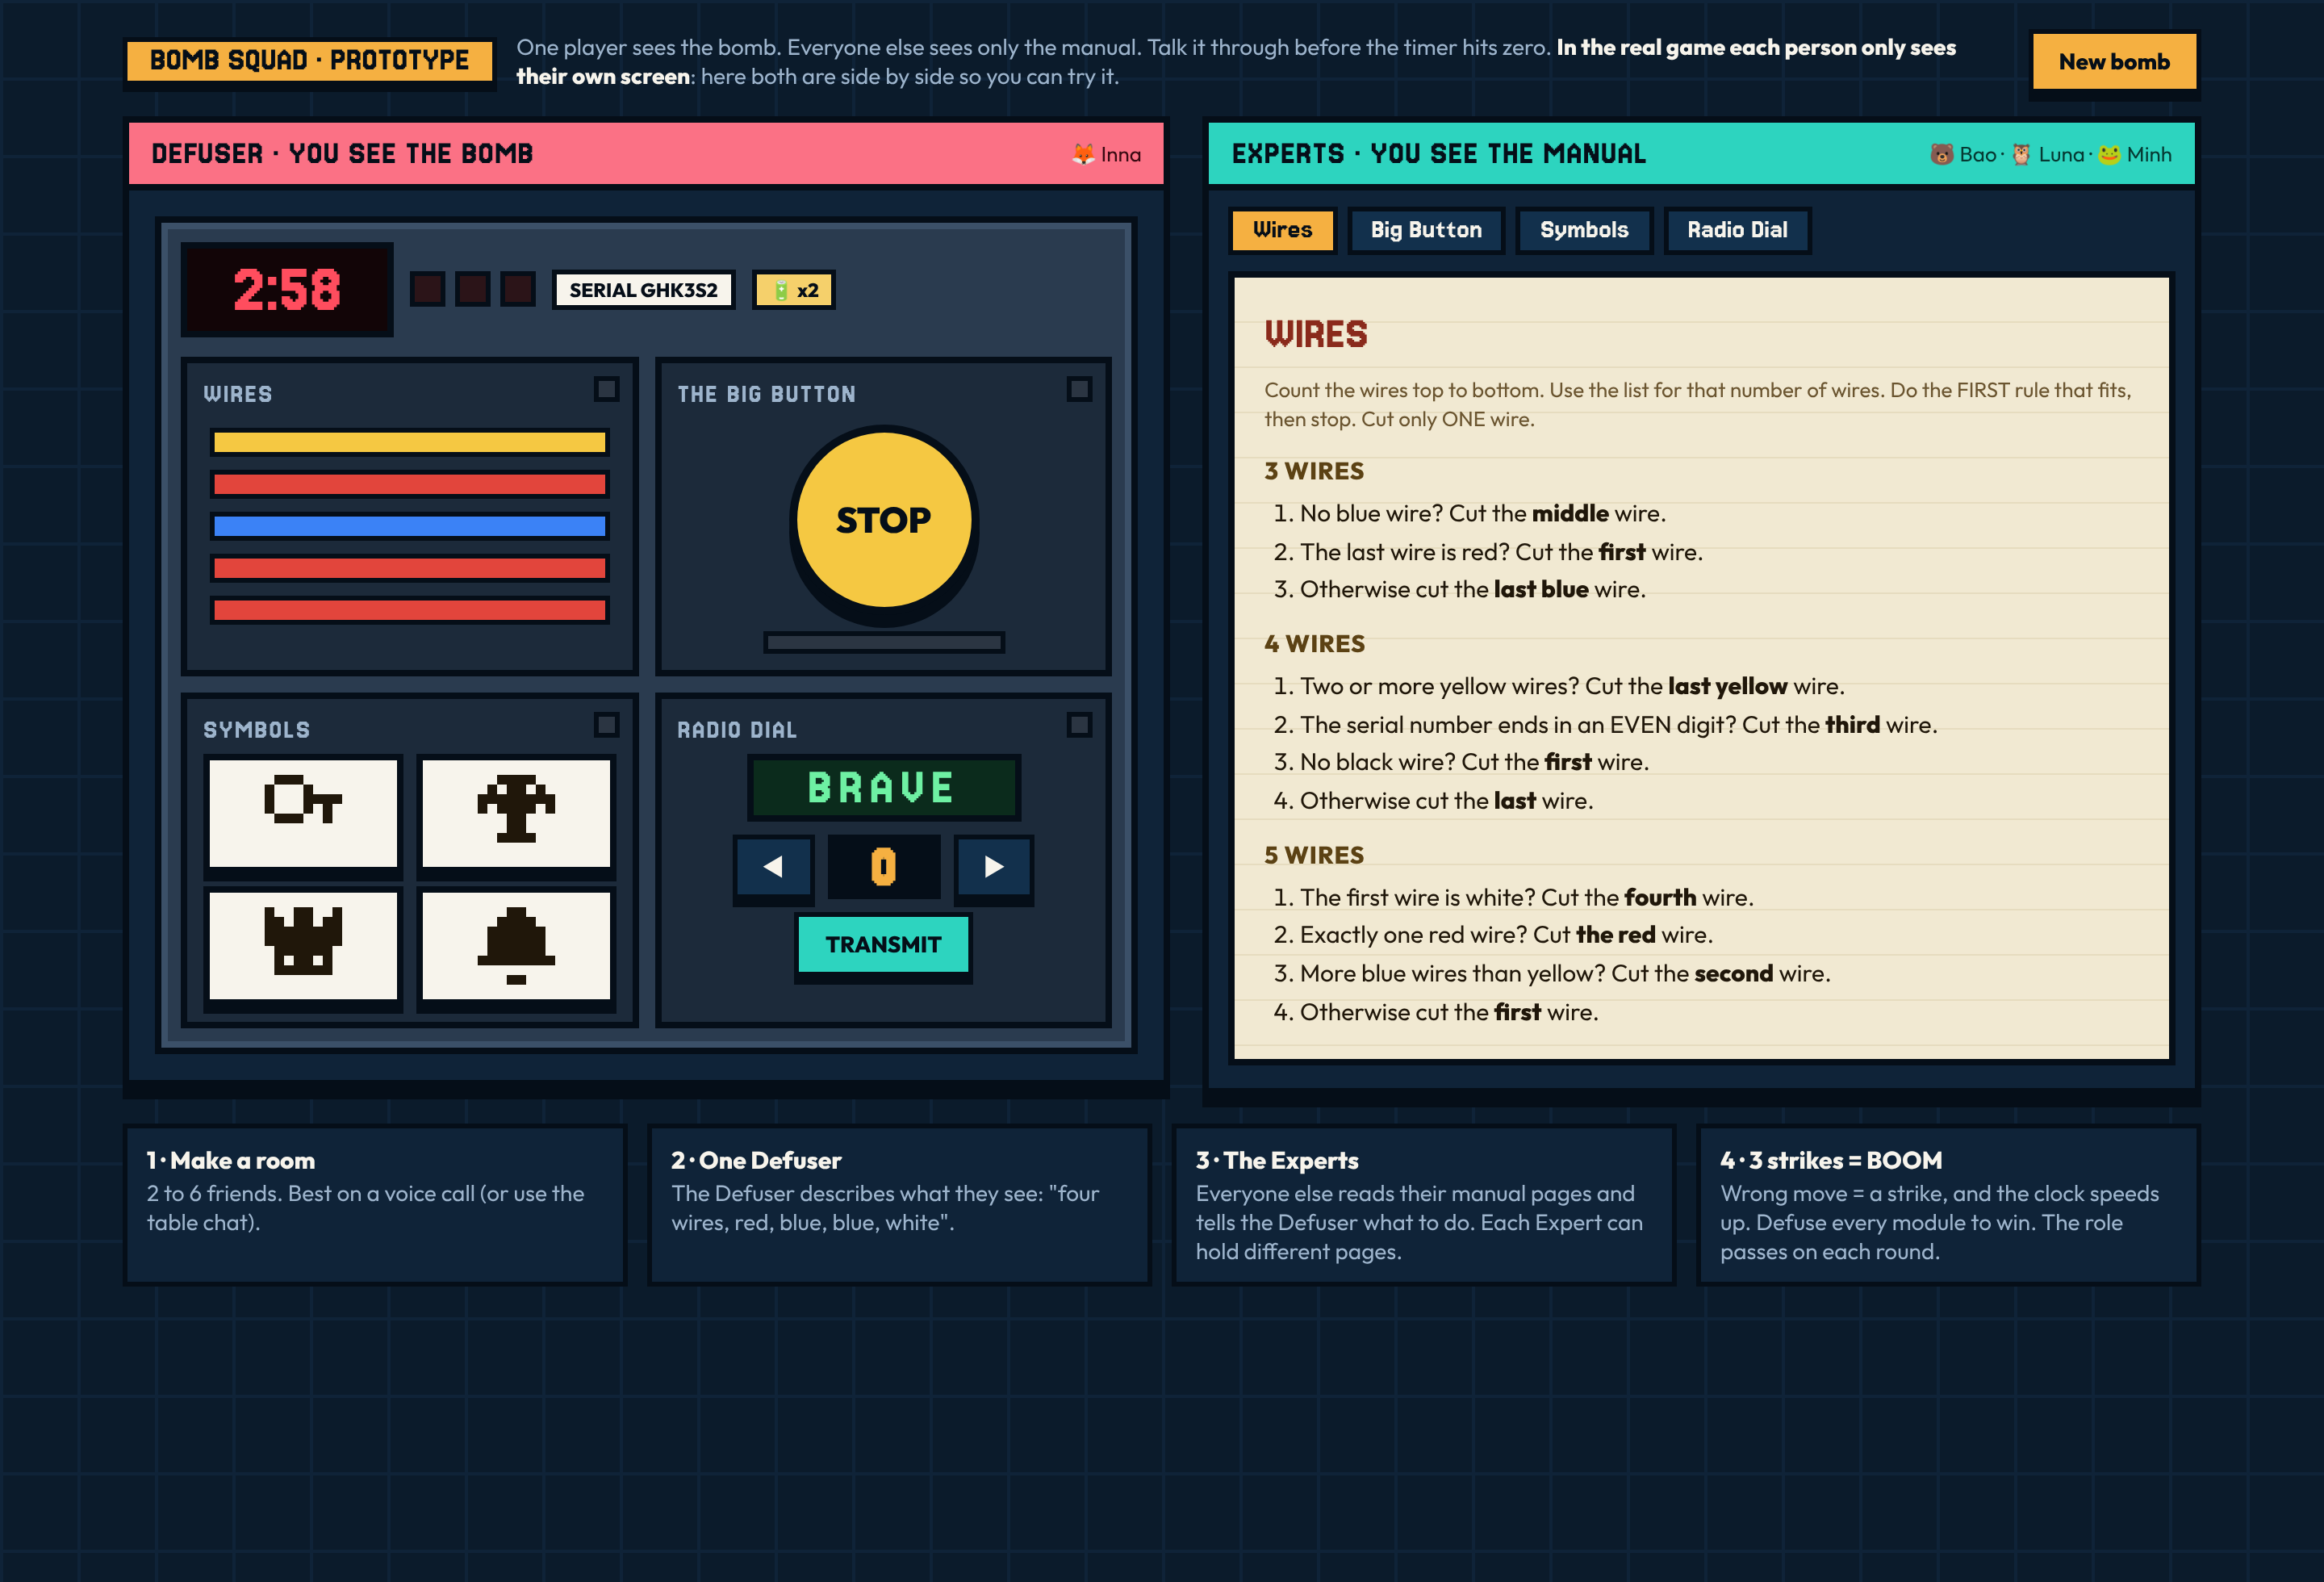 BOMB SQUAD · PROTOTYPE
One player sees the bomb. Everyone else sees only the manual. Talk it through before the timer hits zero. In the real game each person only sees
their own screen: here both are side by side so you can try it.
New bomb
DEFUSER · YOU SEE THE BOMB
🦊 Inna
2:58
SERIAL GHK3S2
🔋 x2
WIRES
THE BIG BUTTON
STOP
SYMBOLS
RADIO DIAL
BRAVE
◀ 0 ▶
TRANSMIT
EXPERTS · YOU SEE THE MANUAL
🐻 Bao · 🦉 Luna · 🐸 Minh
Wires
Big Button
Symbols
Radio Dial
WIRES
Count the wires top to bottom. Use the list for that number of wires. Do the FIRST rule that fits,
then stop. Cut only ONE wire.
3 WIRES
1. No blue wire? Cut the middle wire.
2. The last wire is red? Cut the first wire.
3. Otherwise cut the last blue wire.
4 WIRES
1. Two or more yellow wires? Cut the last yellow wire.
2. The serial number ends in an EVEN digit? Cut the third wire.
3. No black wire? Cut the first wire.
4. Otherwise cut the last wire.
5 WIRES
1. The first wire is white? Cut the fourth wire.
2. Exactly one red wire? Cut the red wire.
3. More blue wires than yellow? Cut the second wire.
4. Otherwise cut the first wire.
1 · Make a room
2 to 6 friends. Best on a voice call (or use the
table chat).
2 · One Defuser
The Defuser describes what they see: "four
wires, red, blue, blue, white".
3 · The Experts
Everyone else reads their manual pages and
tells the Defuser what to do. Each Expert can
hold different pages.
4 · 3 strikes = BOOM
Wrong move = a strike, and the clock speeds
up. Defuse every module to win. The role
passes on each round.